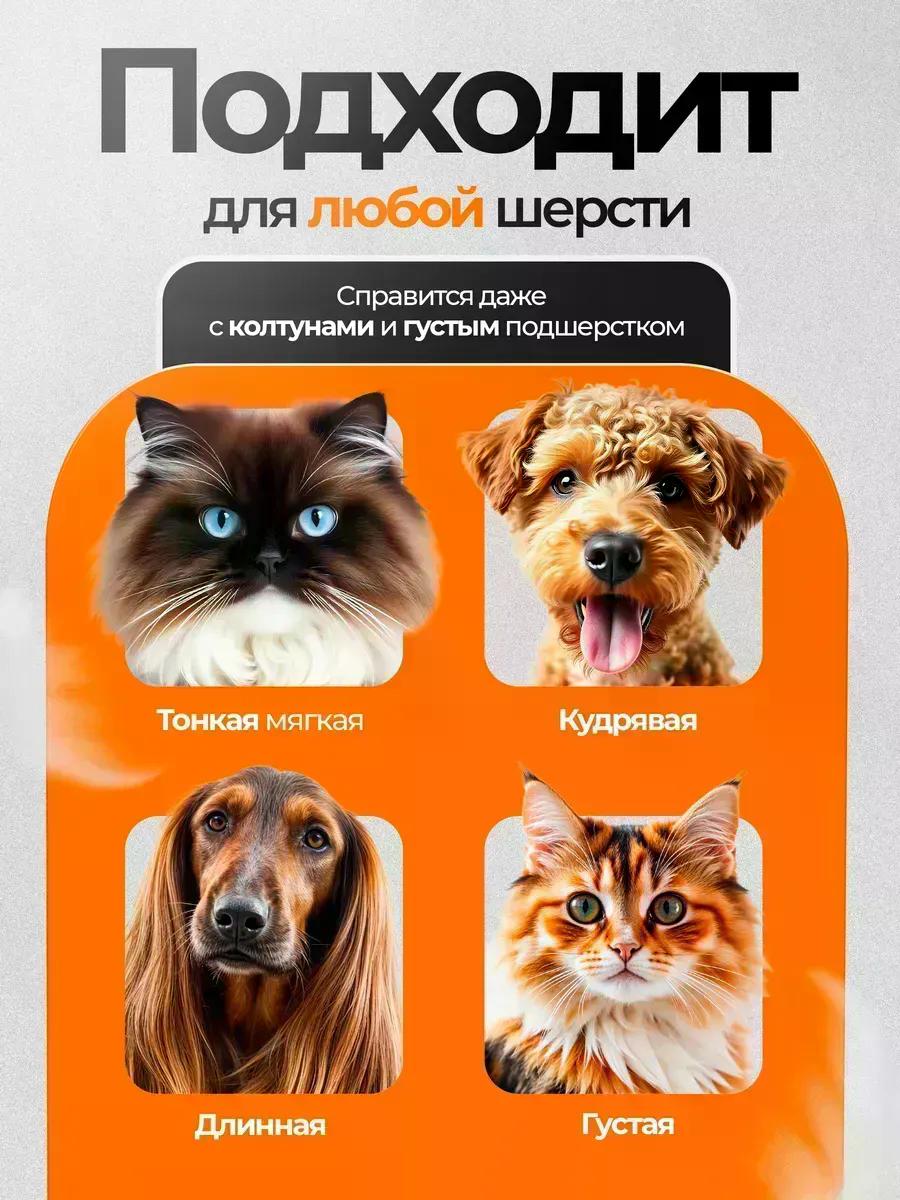 Подходит
для любой шерсти
Справится даже
с колтунами и густым подшерстком
Тонкая мягкая
Кудрявая
Длинная
Густая